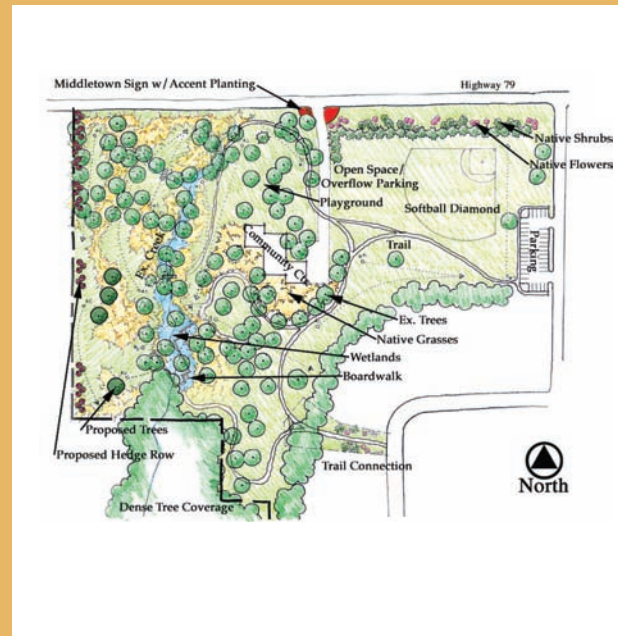 Middletown Sign w/Accent Planting
Highway 79
Native Shrubs
Native Flowers
Open Space/
Overflow Parking
Playground
Softball Diamond
Community Ctr.
Ex. Creek
Trail
Parking
Ex. Trees
Native Grasses
Wetlands
Boardwalk
Proposed Trees
Proposed Hedge Row
Trail Connection
North
Dense Tree Coverage